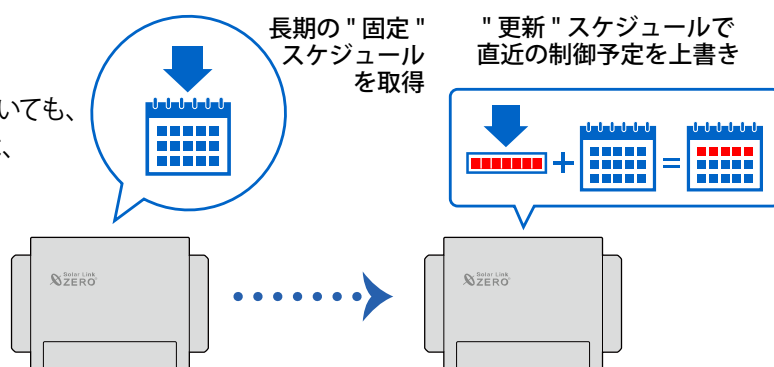 長期の " 固定 "
スケジュール
を取得
" 更新 " スケジュールで
直近の制御予定を上書き
いても、
Solar Link
ZERO
Solar Link
ZERO